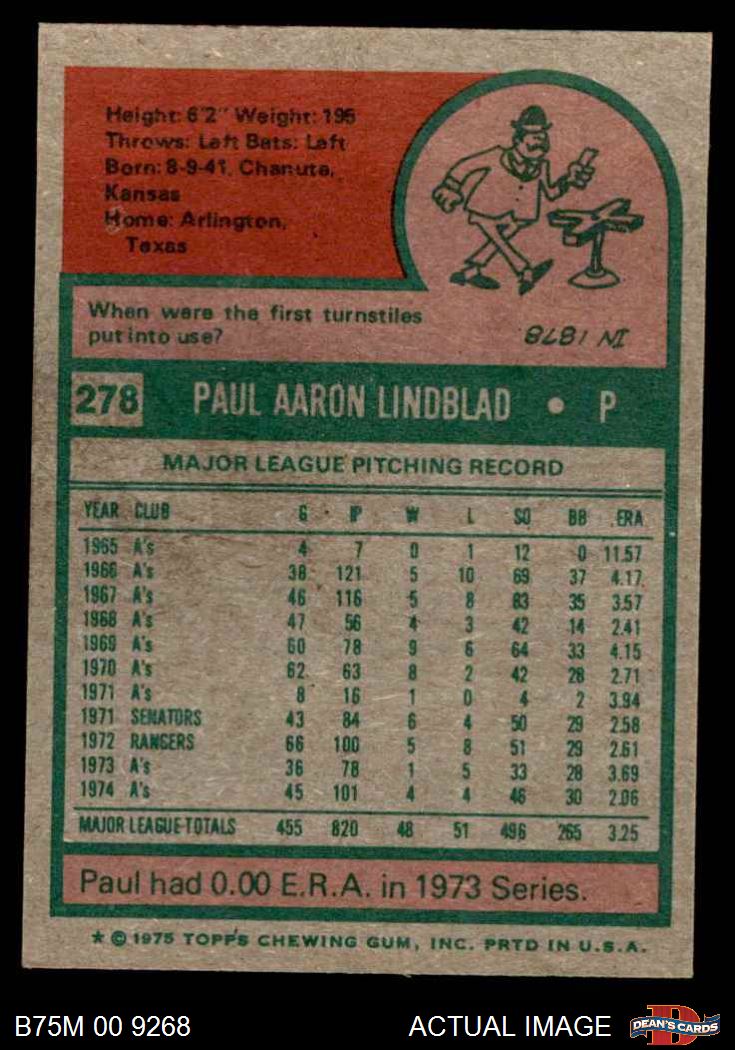 Height: 6'2" Weight: 195
Throws: Left Bats: Left
Born: 8-9-41, Chanute,
Kansas
Home: Arlington,
Texas
When were the first turnstiles
put into use?
IN 1878
278 PAUL AARON LINDBLAD • P
MAJOR LEAGUE PITCHING RECORD
YEAR CLUB G IP W L SO BB ERA
1965 A's 4 7 0 1 12 0 11.57
1966 A's 38 121 5 10 69 37 4.17
1967 A's 46 116 5 8 83 35 3.57
1968 A's 47 56 4 3 42 14 2.41
1969 A's 60 78 9 6 64 33 4.15
1970 A's 62 63 8 2 42 28 2.71
1971 A's 8 16 1 0 4 2 3.94
1971 SENATORS 43 84 6 4 50 29 2.58
1972 RANGERS 66 100 5 8 51 29 2.61
1973 A's 36 78 1 5 33 28 3.69
1974 A's 45 101 4 4 46 30 2.06
MAJOR LEAGUE TOTALS 455 820 48 51 496 265 3.25
Paul had 0.00 E.R.A. in 1973 Series.
* © 1975 TOPPS CHEWING GUM, INC. PRTD IN U.S.A.
B75M 00 9268 ACTUAL IMAGE
DEAN'S CARDS